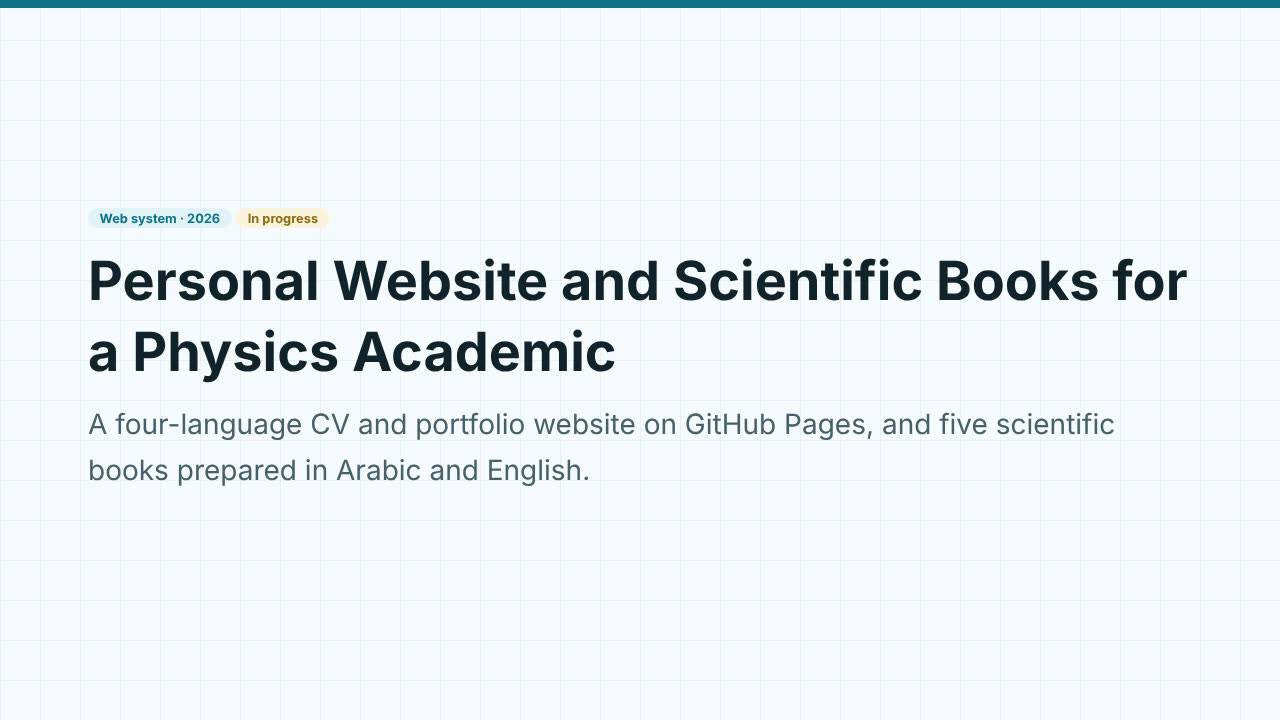 Web system · 2026 In progress
Personal Website and Scientific Books for
a Physics Academic
A four-language CV and portfolio website on GitHub Pages, and five scientific
books prepared in Arabic and English.